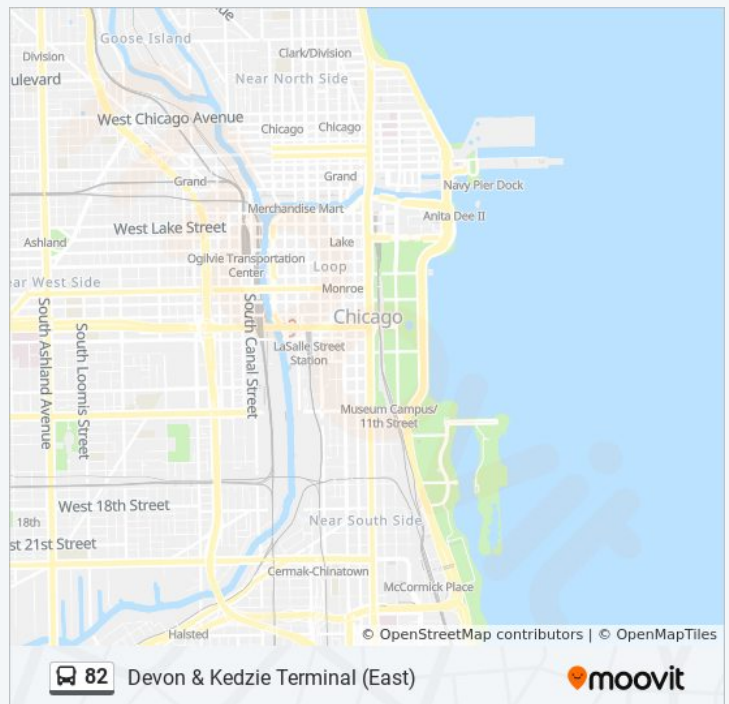 ue
Goose Island
Division
Clark/Division
ulevard
Near North Side
West Chicago Avenue
Chicago
Chicago
Grand
Grand
Navy Pier Dock
Merchandise Mart
Anita Dee II
West Lake Street
Ashland
Lake
Ogilvie Transportation
Center
Loop
ar West Side
Monroe
South Ashland Avenue
South Loomis Street
South Canal Street
Chicago
LaSalle Street
Station
Museum Campus/
11th Street
West 18th Street
18th
Near South Side
st 21st Street
Cermak-Chinatown
McCormick Place
Halsted
© OpenStreetMap contributors | © OpenMapTiles
82 Devon & Kedzie Terminal (East)
moovit